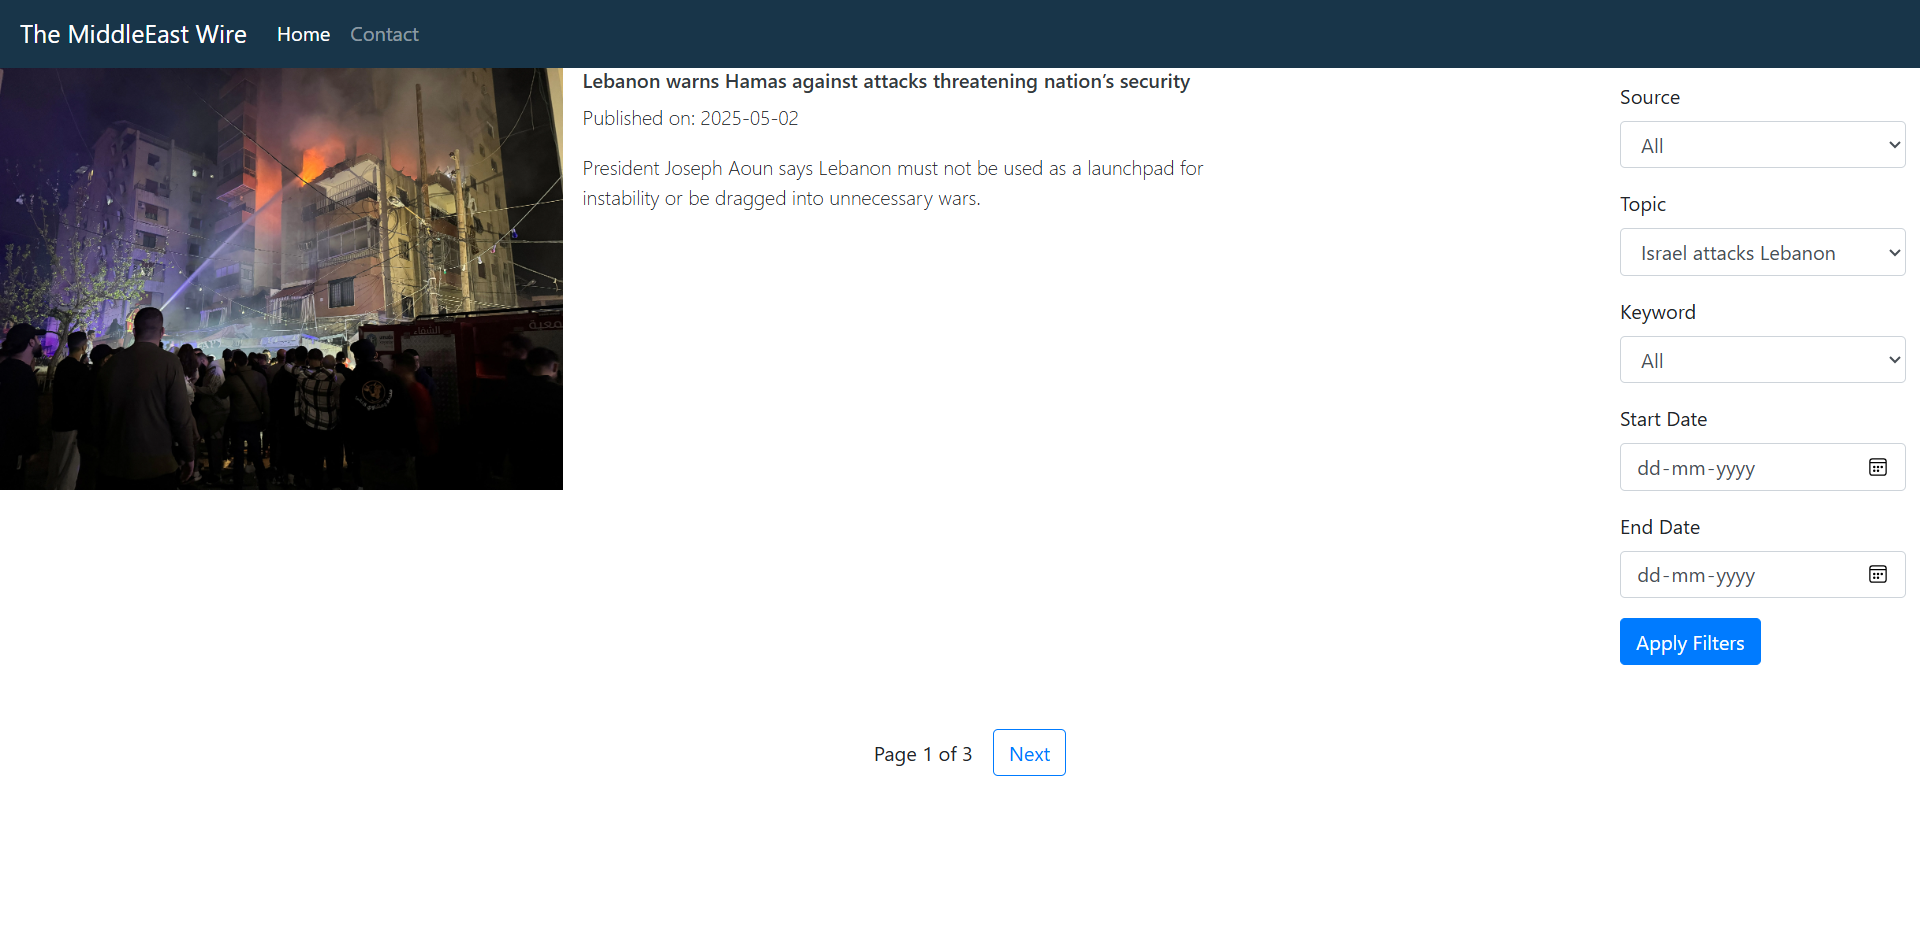 The MiddleEast Wire Home Contact
Lebanon warns Hamas against attacks threatening nation’s security
Published on: 2025-05-02
President Joseph Aoun says Lebanon must not be used as a launchpad for
instability or be dragged into unnecessary wars.
Source
All
Topic
Israel attacks Lebanon
Keyword
All
Start Date
dd-mm-yyyy
End Date
dd-mm-yyyy
Apply Filters
Page 1 of 3 Next